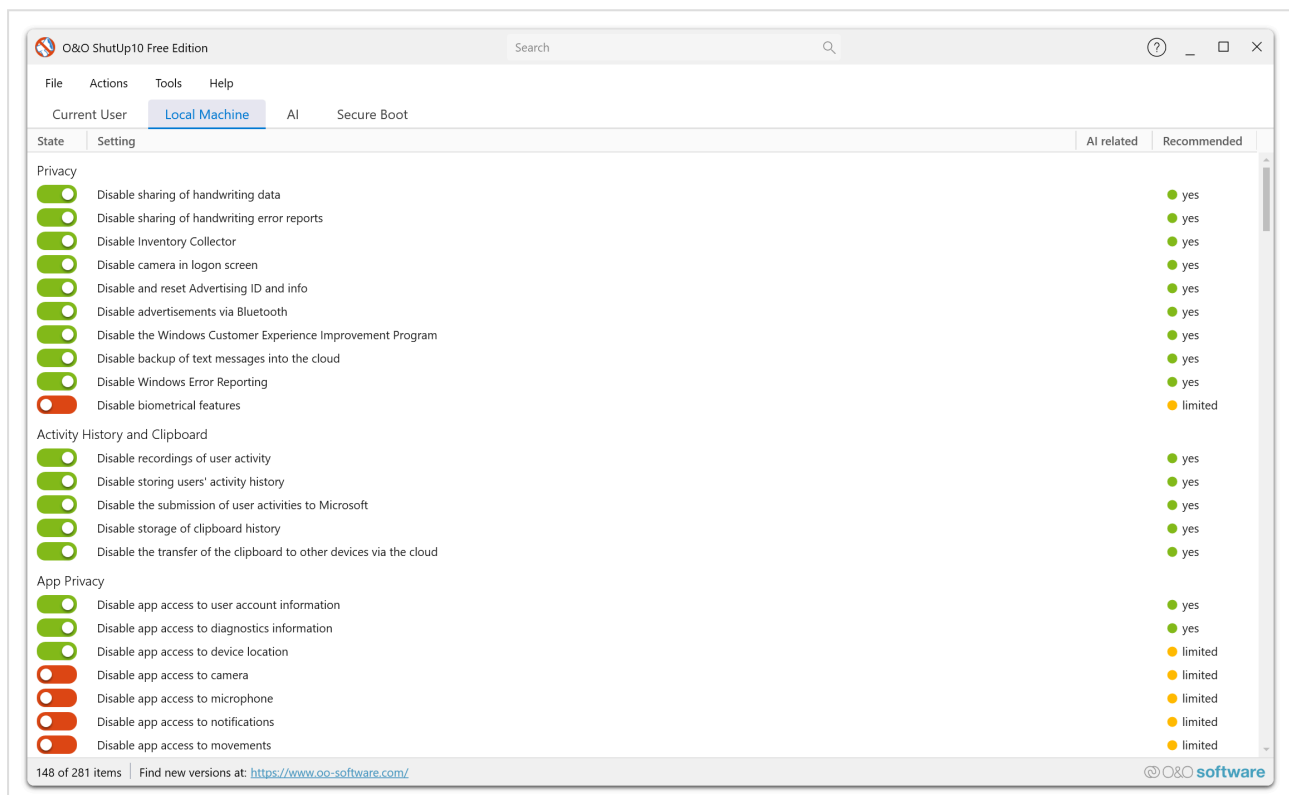 O&O ShutUp10 Free Edition Search ?
File Actions Tools Help
Current User Local Machine AI Secure Boot
State Setting AI related Recommended
Privacy
Disable sharing of handwriting data yes
Disable sharing of handwriting error reports yes
Disable Inventory Collector yes
Disable camera in logon screen yes
Disable and reset Advertising ID and info yes
Disable advertisements via Bluetooth yes
Disable the Windows Customer Experience Improvement Program yes
Disable backup of text messages into the cloud yes
Disable Windows Error Reporting yes
Disable biometrical features limited
Activity History and Clipboard
Disable recordings of user activity yes
Disable storing users' activity history yes
Disable the submission of user activities to Microsoft yes
Disable storage of clipboard history yes
Disable the transfer of the clipboard to other devices via the cloud yes
App Privacy
Disable app access to user account information yes
Disable app access to diagnostics information yes
Disable app access to device location limited
Disable app access to camera limited
Disable app access to microphone limited
Disable app access to notifications limited
Disable app access to movements limited
148 of 281 items Find new versions at: https://www.oo-software.com/ O&O software